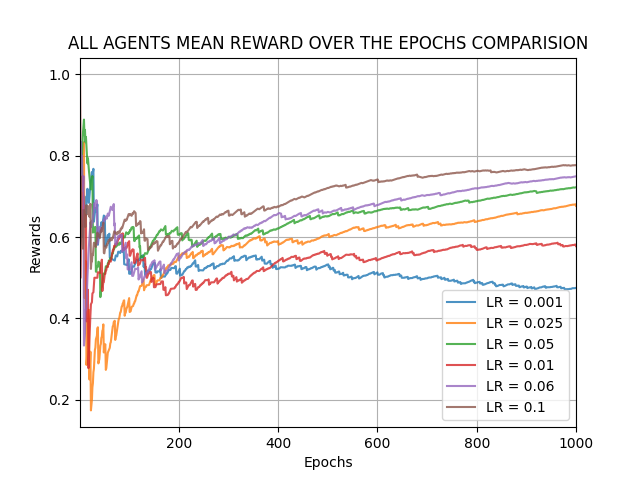 ALL AGENTS MEAN REWARD OVER THE EPOCHS COMPARISION
1.0
0.8
0.6
0.4
0.2
Rewards
LR = 0.001
LR = 0.025
LR = 0.05
LR = 0.01
LR = 0.06
LR = 0.1
200 400 600 800 1000
Epochs